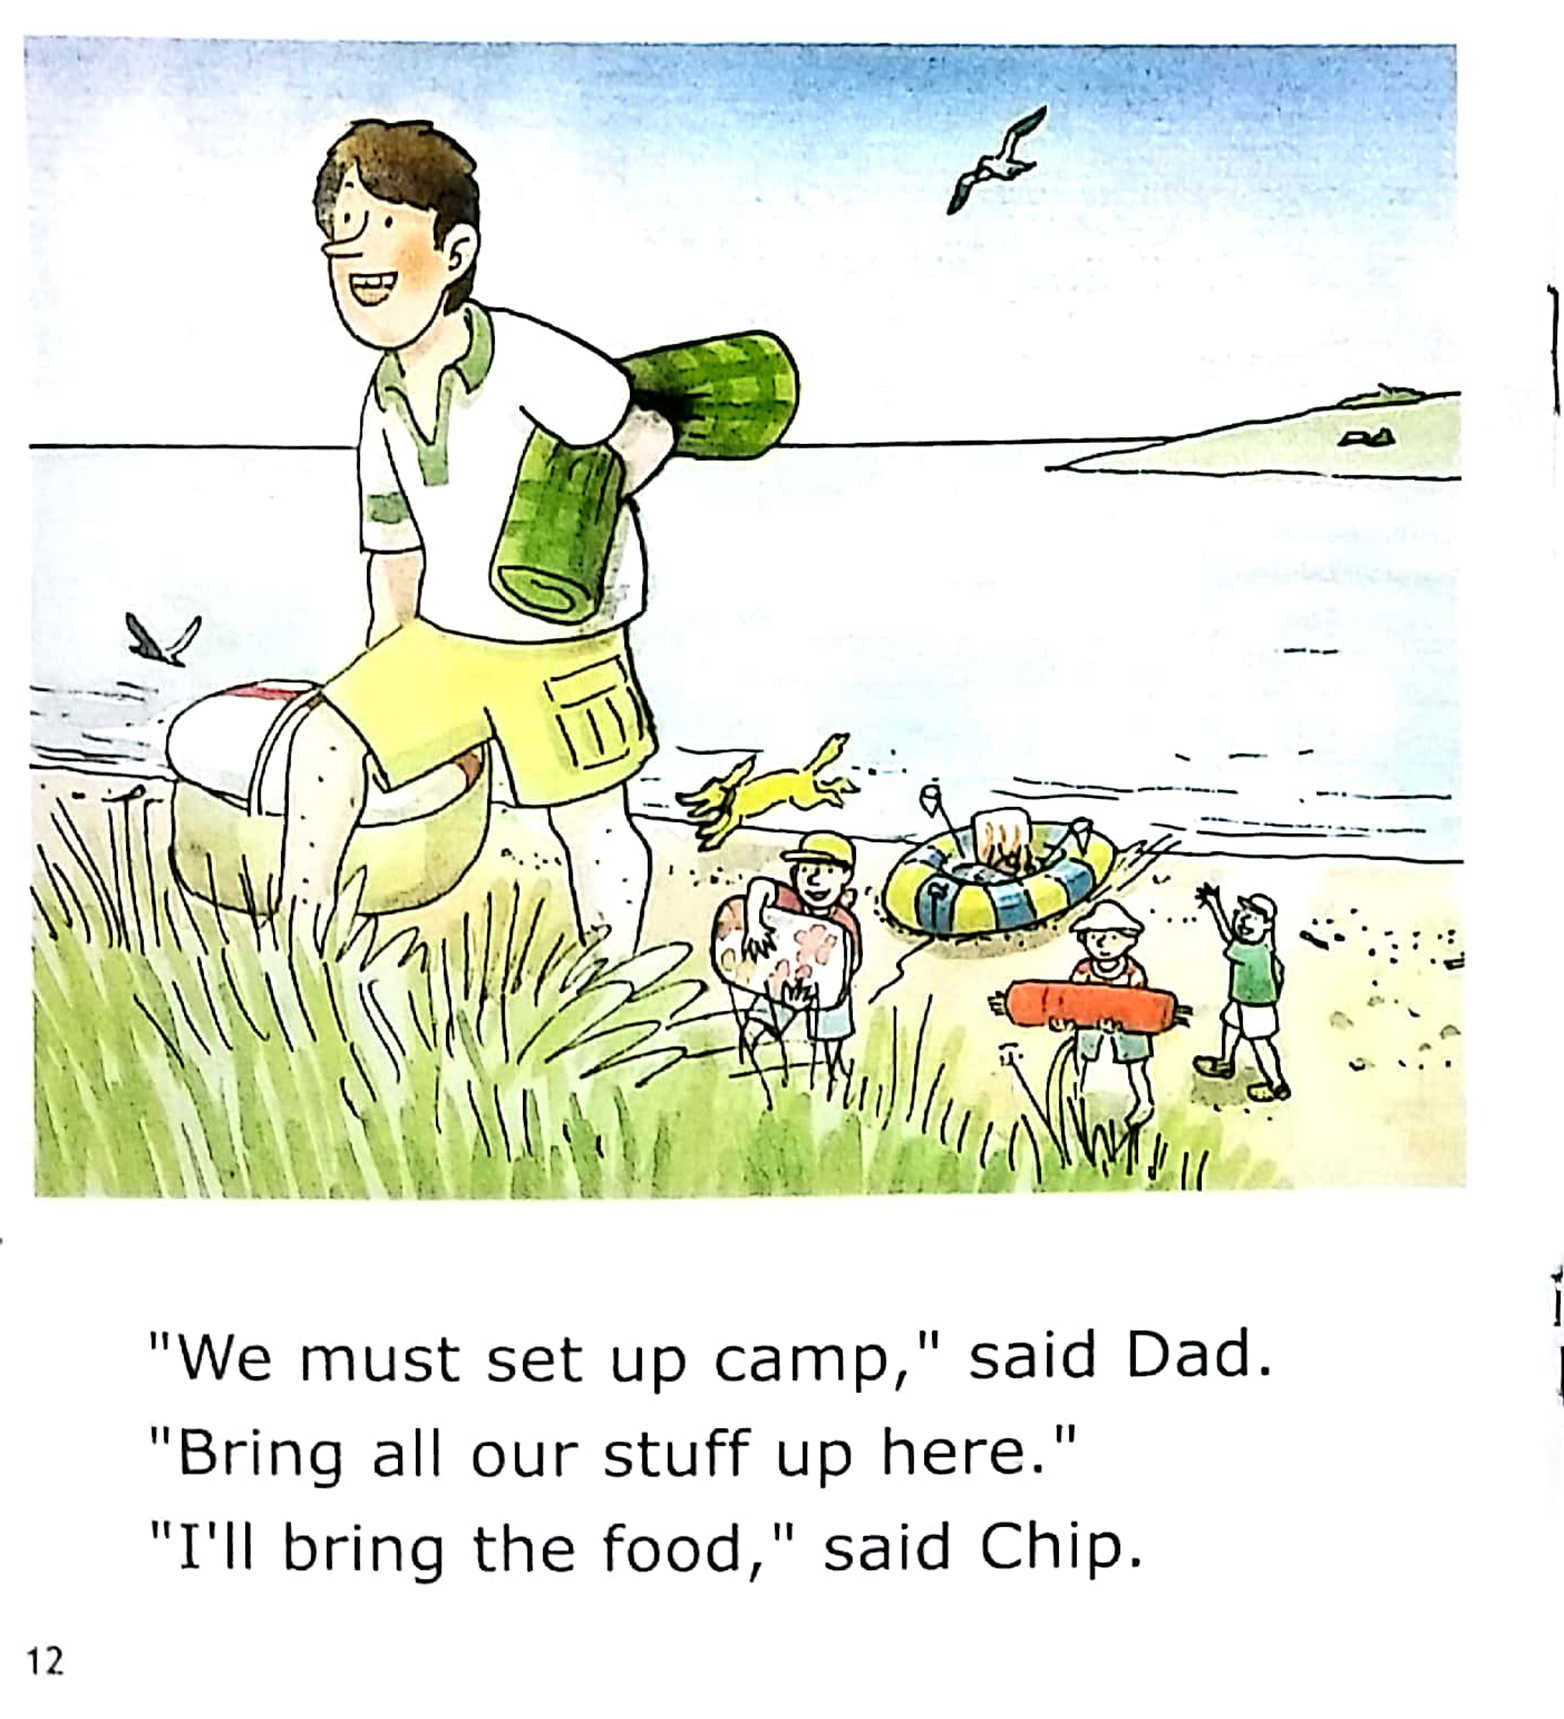 "We must set up camp," said Dad.
"Bring all our stuff up here."
"I'll bring the food," said Chip.
12